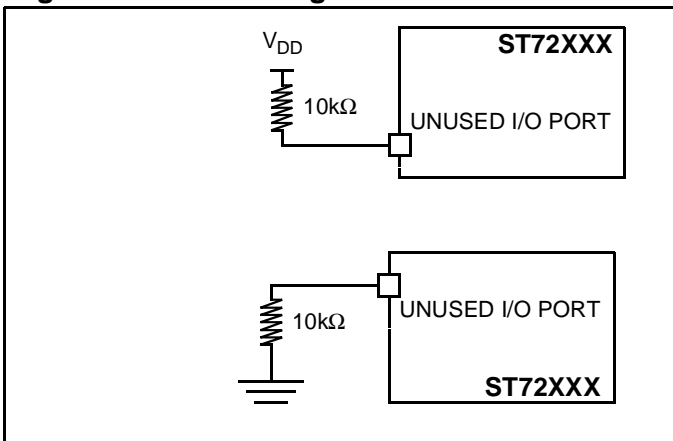 V_DD
ST72XXX
10kΩ
UNUSED I/O PORT
UNUSED I/O PORT
10kΩ
ST72XXX